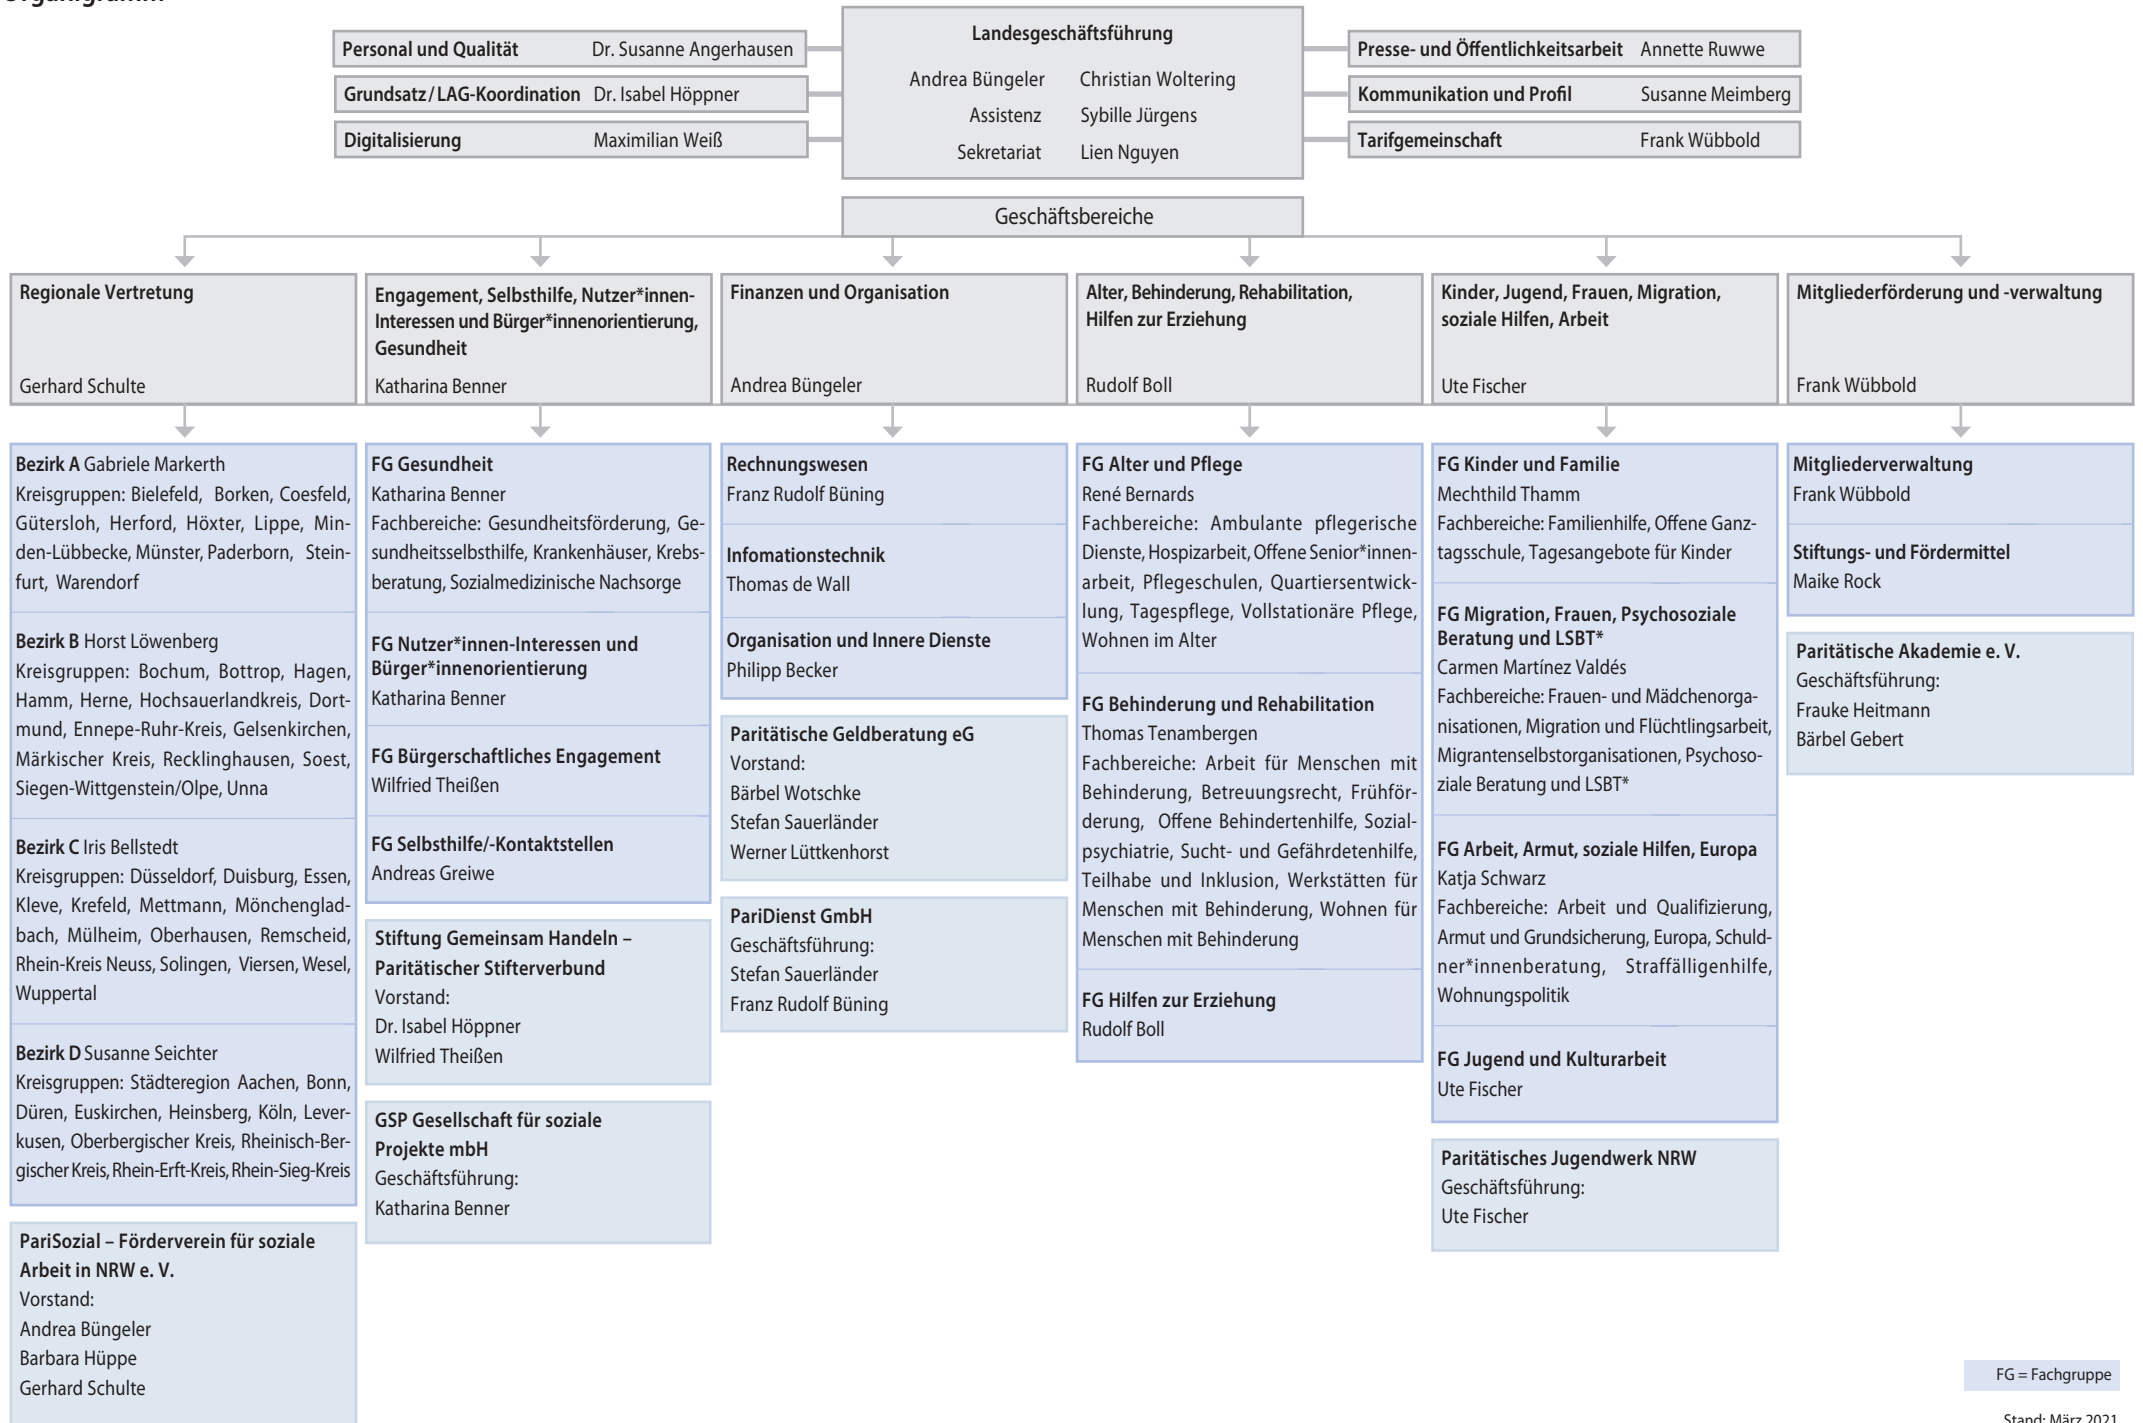 Organigramm
Landesgeschäftsführung
Andrea Büngeler Christian Woltering
Assistenz Sybille Jürgens
Sekretariat Lien Nguyen
Personal und Qualität Dr. Susanne Angerhausen
Grundsatz/LAG-Koordination Dr. Isabel Höppner
Digitalisierung Maximilian Weiß
Presse- und Öffentlichkeitsarbeit Annette Ruwwe
Kommunikation und Profil Susanne Meimberg
Tarifgemeinschaft Frank Wübbold
Geschäftsbereiche
Regionale Vertretung
Gerhard Schulte
Bezirk A Gabriele Markerth
Kreisgruppen: Bielefeld, Borken, Coesfeld,
Gütersloh, Herford, Höxter, Lippe, Min-
den-Lübbecke, Münster, Paderborn, Stein-
furt, Warendorf
Bezirk B Horst Löwenberg
Kreisgruppen: Bochum, Bottrop, Hagen,
Hamm, Herne, Hochsauerlandkreis, Dort-
mund, Ennepe-Ruhr-Kreis, Gelsenkirchen,
Märkischer Kreis, Recklinghausen, Soest,
Siegen-Wittgenstein/Olpe, Unna
Bezirk C Iris Bellstedt
Kreisgruppen: Düsseldorf, Duisburg, Essen,
Kleve, Krefeld, Mettmann, Mönchenglad-
bach, Mülheim, Oberhausen, Remscheid,
Rhein-Kreis Neuss, Solingen, Viersen, Wesel,
Wuppertal
Bezirk D Susanne Seichter
Kreisgruppen: Städteregion Aachen, Bonn,
Düren, Euskirchen, Heinsberg, Köln, Lever-
kusen, Oberbergischer Kreis, Rheinisch-Ber-
gischer Kreis, Rhein-Erft-Kreis, Rhein-Sieg-Kreis
PariSozial – Förderverein für soziale
Arbeit in NRW e. V.
Vorstand:
Andrea Büngeler
Barbara Hüppe
Gerhard Schulte
Engagement, Selbsthilfe, Nutzer*innen-
Interessen und Bürger*innenorientierung,
Gesundheit
Katharina Benner
FG Gesundheit
Katharina Benner
Fachbereiche: Gesundheitsförderung, Ge-
sundheitsselbsthilfe, Krankenhäuser, Krebs-
beratung, Sozialmedizinische Nachsorge
FG Nutzer*innen-Interessen und
Bürger*innenorientierung
Katharina Benner
FG Bürgerschaftliches Engagement
Wilfried Theißen
FG Selbsthilfe/-Kontaktstellen
Andreas Greiwe
Stiftung Gemeinsam Handeln –
Paritätischer Stifterverbund
Vorstand:
Dr. Isabel Höppner
Wilfried Theißen
GSP Gesellschaft für soziale
Projekte mbH
Geschäftsführung:
Katharina Benner
Finanzen und Organisation
Andrea Büngeler
Rechnungswesen
Franz Rudolf Büning
Infomationstechnik
Thomas de Wall
Organisation und Innere Dienste
Philipp Becker
Paritätische Geldberatung eG
Vorstand:
Bärbel Wotschke
Stefan Sauerländer
Werner Lüttkenhorst
PariDienst GmbH
Geschäftsführung:
Stefan Sauerländer
Franz Rudolf Büning
Alter, Behinderung, Rehabilitation,
Hilfen zur Erziehung
Rudolf Boll
FG Alter und Pflege
René Bernards
Fachbereiche: Ambulante pflegerische
Dienste, Hospizarbeit, Offene Senior*innen-
arbeit, Pflegeschulen, Quartiersentwick-
lung, Tagespflege, Vollstationäre Pflege,
Wohnen im Alter
FG Behinderung und Rehabilitation
Thomas Tenambergen
Fachbereiche: Arbeit für Menschen mit
Behinderung, Betreuungsrecht, Frühför-
derung, Offene Behindertenhilfe, Sozial-
psychiatrie, Sucht- und Gefährdetenhilfe,
Teilhabe und Inklusion, Werkstätten für
Menschen mit Behinderung, Wohnen für
Menschen mit Behinderung
FG Hilfen zur Erziehung
Rudolf Boll
Kinder, Jugend, Frauen, Migration,
soziale Hilfen, Arbeit
Ute Fischer
FG Kinder und Familie
Mechthild Thamm
Fachbereiche: Familienhilfe, Offene Ganz-
tagsschule, Tagesangebote für Kinder
FG Migration, Frauen, Psychosoziale
Beratung und LSBT*
Carmen Martínez Valdés
Fachbereiche: Frauen- und Mädchenorga-
nisationen, Migration und Flüchtlingsarbeit,
Migrantenselbstorganisationen, Psychoso-
ziale Beratung und LSBT*
FG Arbeit, Armut, soziale Hilfen, Europa
Katja Schwarz
Fachbereiche: Arbeit und Qualifizierung,
Armut und Grundsicherung, Europa, Schuld-
ner*innenberatung, Straffälligenhilfe,
Wohnungspolitik
FG Jugend und Kulturarbeit
Ute Fischer
Paritätisches Jugendwerk NRW
Geschäftsführung:
Ute Fischer
Mitgliederförderung und -verwaltung
Frank Wübbold
Mitgliederverwaltung
Frank Wübbold
Stiftungs- und Fördermittel
Maike Rock
Paritätische Akademie e. V.
Geschäftsführung:
Frauke Heitmann
Bärbel Gebert
FG = Fachgruppe
Stand: März 2021